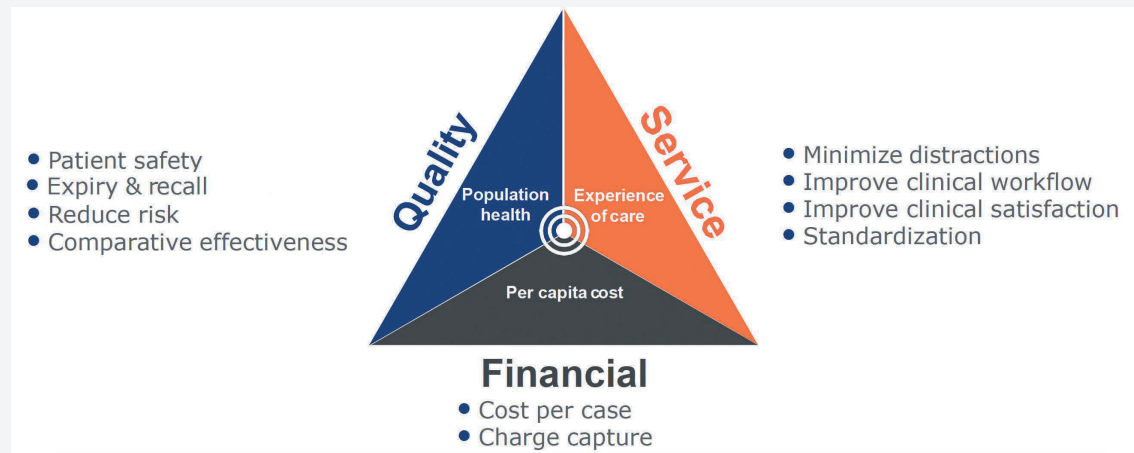 Quality
• Patient safety
• Expiry & recall
• Reduce risk
• Comparative effectiveness
Population
health
Service
Experience
of care
• Minimize distractions
• Improve clinical workflow
• Improve clinical satisfaction
• Standardization
Per capita cost
Financial
• Cost per case
• Charge capture